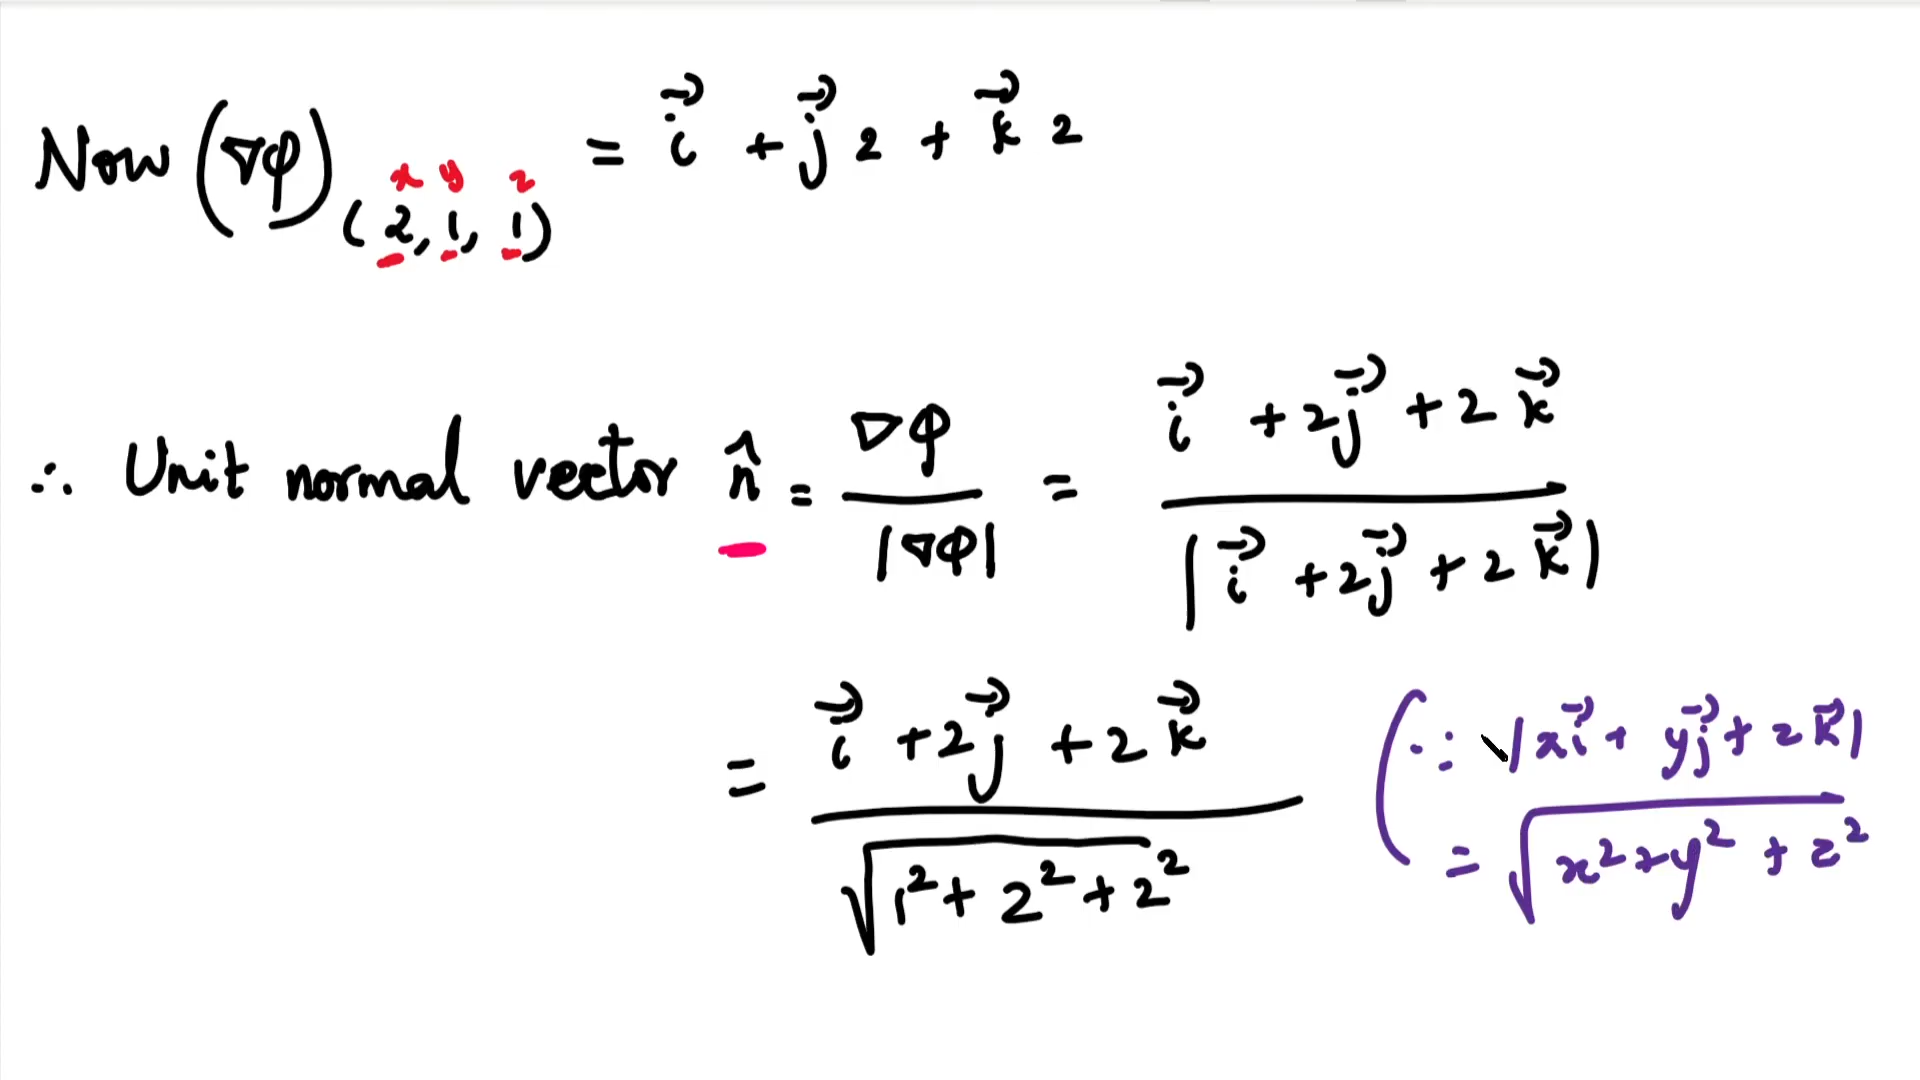 Now (∇φ)(2, 1, 1) = i⃗ + j⃗ 2 + k⃗ 2
x y z
∴ Unit normal vector n̂ = ∇φ / |∇φ| = (i⃗ + 2j⃗ + 2k⃗) / |i⃗ + 2j⃗ + 2k⃗|
= (i⃗ + 2j⃗ + 2k⃗) / √(1² + 2² + 2²)
(∵ |xi⃗ + yj⃗ + zk⃗|
= √(x² + y² + z²)